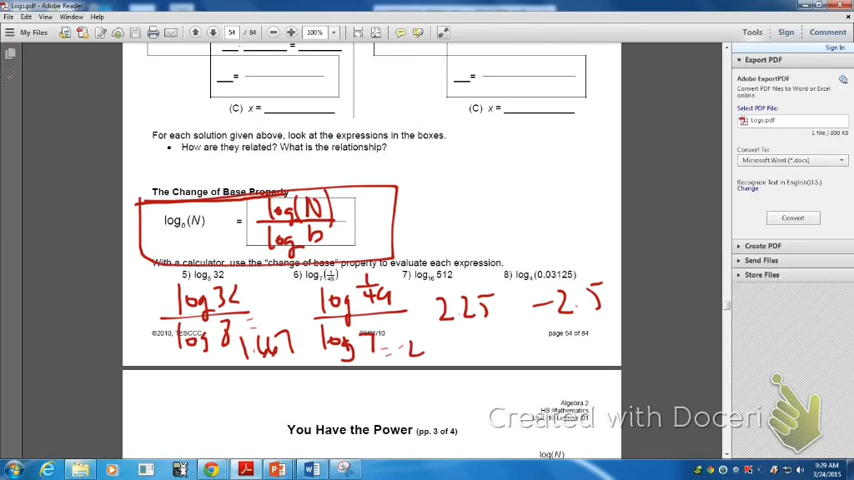 Logs.pdf - Adobe Reader
File Edit View Window Help
My Files 54 / 84 100% Tools Sign Comment
Sign In
Export PDF
Adobe ExportPDF
Convert PDF files to Word or Excel online.
Select PDF File:
Logs.pdf
1 file / 800 KB
Convert To:
Microsoft Word (*.docx)
Recognize Text in English(U.S.)
Change
Convert
Create PDF
Send Files
Store Files
=
= =
(C) x = (C) x =
For each solution given above, look at the expressions in the boxes.
• How are they related? What is the relationship?
The Change of Base Property
log_b(N) = log(N) / log b
With a calculator, use the "change of base" property to evaluate each expression.
5) log₈ 32 6) log₇(1/49) 7) log₁₆ 512 8) log₄(0.03125)
log 32 / log 8 = 1.667 log 1/49 / log 7 = -2 2.25 -2.5
©2010, TESCCC page 54 of 84
Algebra 2
HS Mathematics
You Have the Power (pp. 3 of 4)
log(N)
Created with Doceri
9:29 AM
3/24/2015